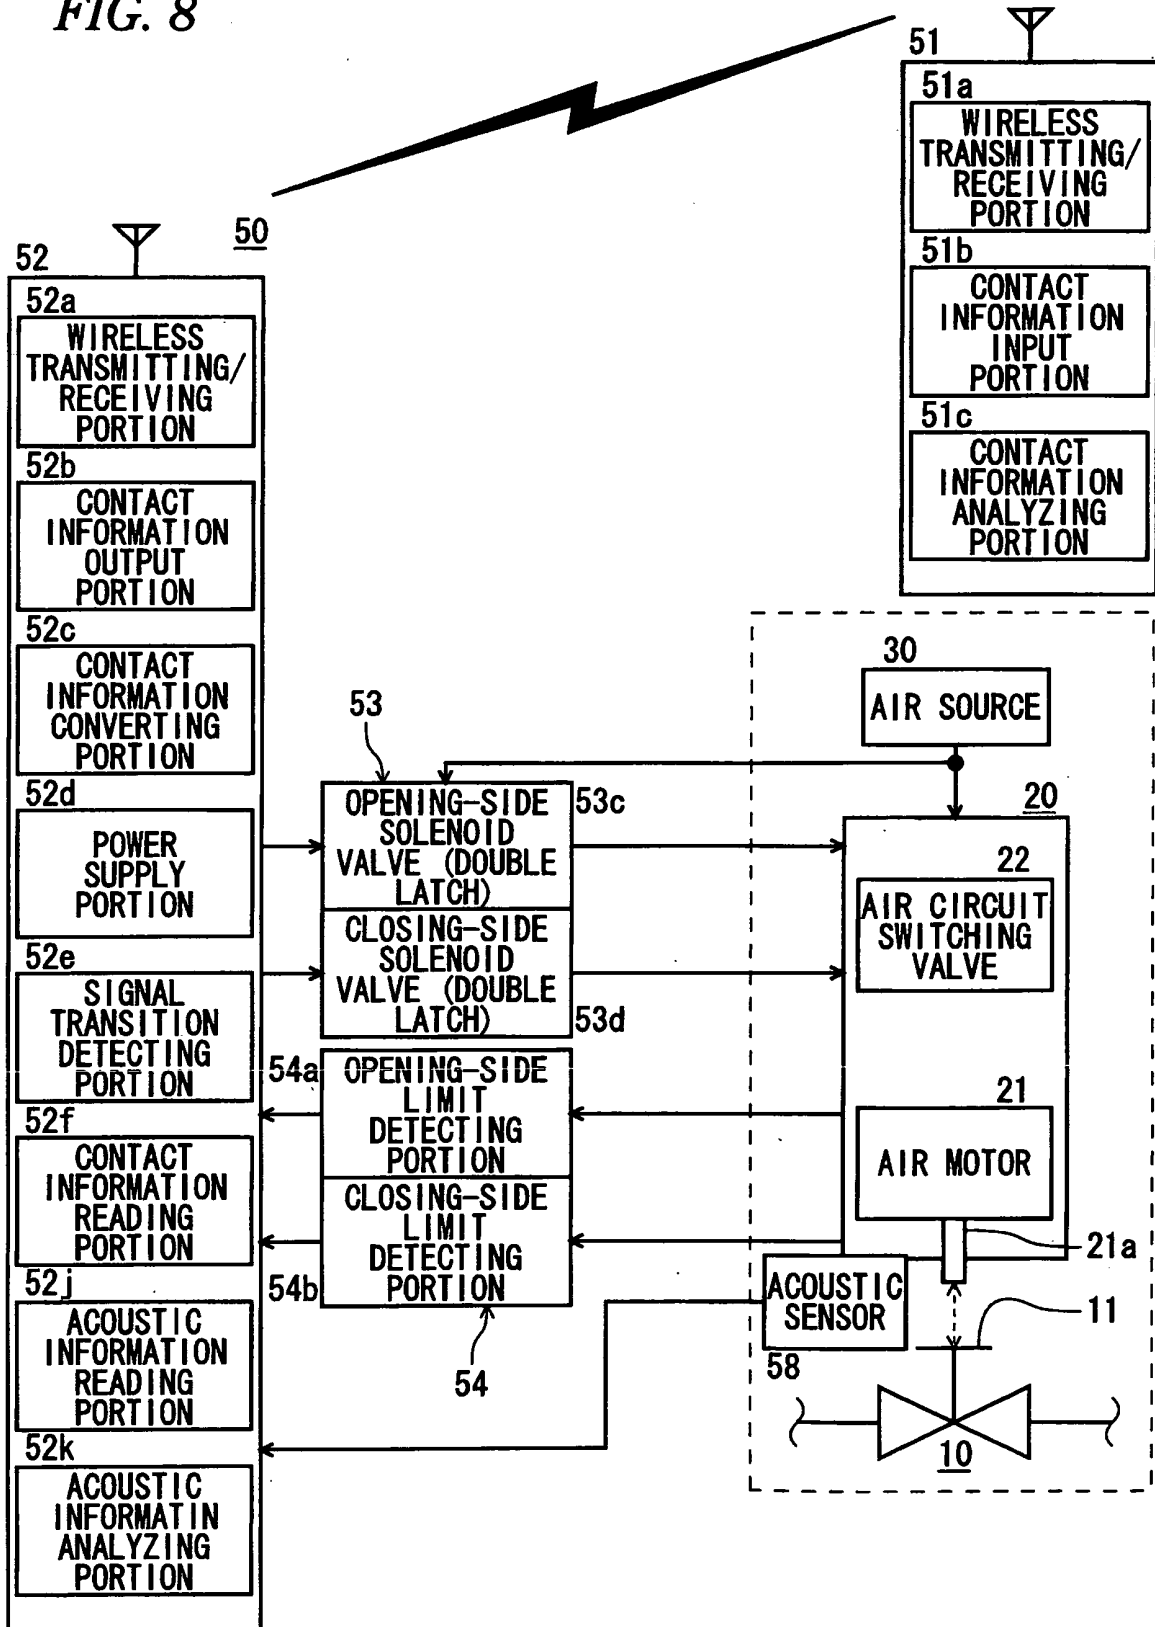 FIG. 8
51
51a
WIRELESS
TRANSMITTING/
RECEIVING
PORTION
51b
CONTACT
INFORMATION
INPUT
PORTION
51c
CONTACT
INFORMATION
ANALYZING
PORTION
50
52
52a
WIRELESS
TRANSMITTING/
RECEIVING
PORTION
52b
CONTACT
INFORMATION
OUTPUT
PORTION
52c
CONTACT
INFORMATION
CONVERTING
PORTION
52d
POWER
SUPPLY
PORTION
52e
SIGNAL
TRANSITION
DETECTING
PORTION
52f
CONTACT
INFORMATION
READING
PORTION
52j
ACOUSTIC
INFORMATION
READING
PORTION
52k
ACOUSTIC
INFORMATIN
ANALYZING
PORTION
53
OPENING-SIDE
SOLENOID
VALVE (DOUBLE
LATCH)
53c
CLOSING-SIDE
SOLENOID
VALVE (DOUBLE
LATCH)
53d
54a
OPENING-SIDE
LIMIT
DETECTING
PORTION
CLOSING-SIDE
LIMIT
DETECTING
PORTION
54b
54
30
AIR SOURCE
20
22
AIR CIRCUIT
SWITCHING
VALVE
21
AIR MOTOR
21a
ACOUSTIC
SENSOR
58
11
10